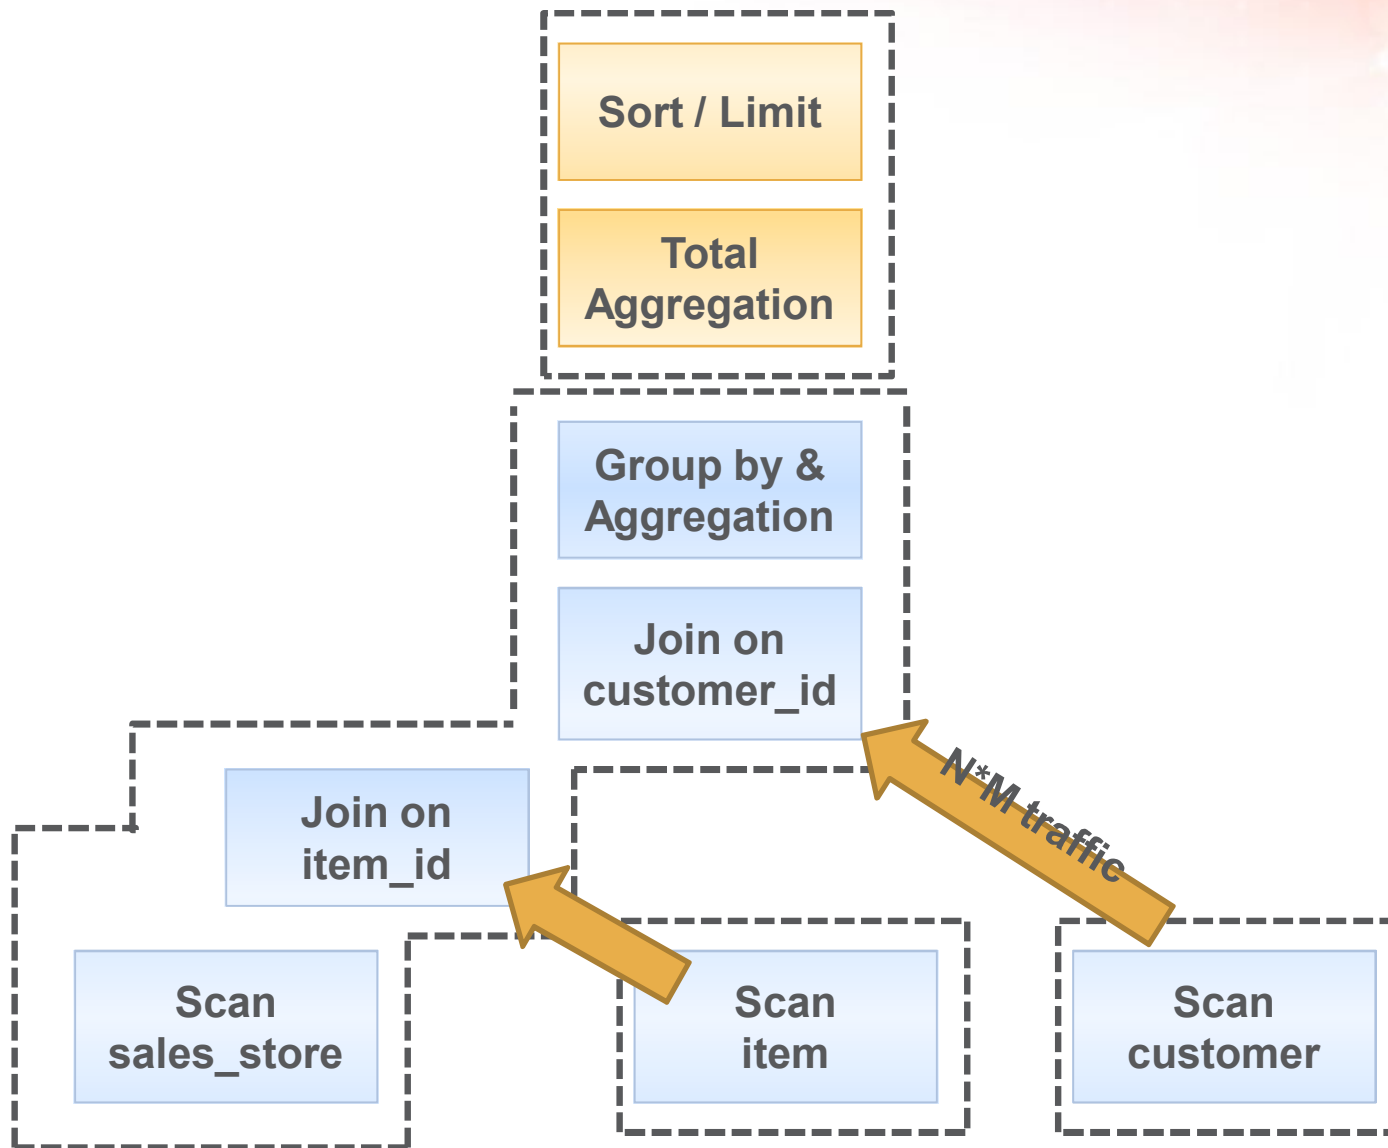 Sort / Limit
Total
Aggregation
Group by &
Aggregation
Join on
customer_id
N*M traffic
Join on
item_id
Scan
sales_store
Scan
item
Scan
customer